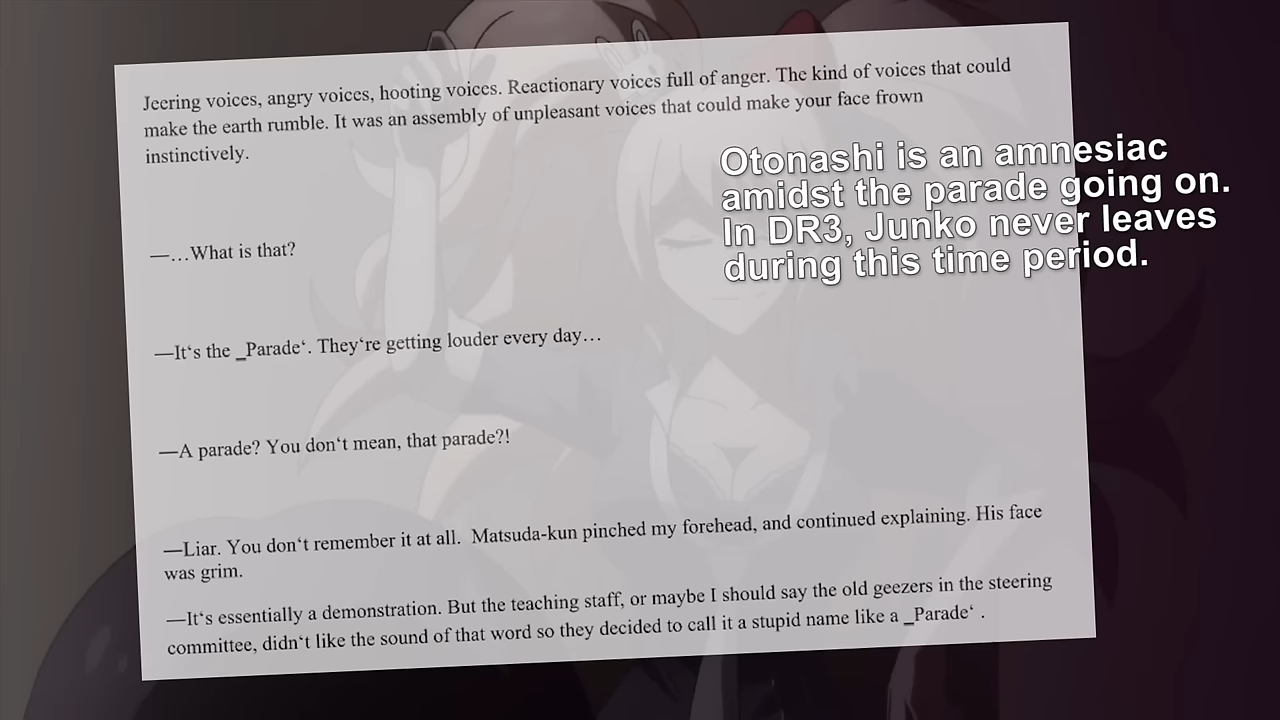 Jeering voices, angry voices, hooting voices. Reactionary voices full of anger. The kind of voices that could
make the earth rumble. It was an assembly of unpleasant voices that could make your face frown
instinctively.
Otonashi is an amnesiac
amidst the parade going on.
In DR3, Junko never leaves
during this time period.
—…What is that?
—It‘s the _Parade‘. They‘re getting louder every day…
—A parade? You don‘t mean, that parade?!
—Liar. You don‘t remember it at all.  Matsuda-kun pinched my forehead, and continued explaining. His face
was grim.
—It‘s essentially a demonstration. But the teaching staff, or maybe I should say the old geezers in the steering
committee, didn‘t like the sound of that word so they decided to call it a stupid name like a _Parade‘ .